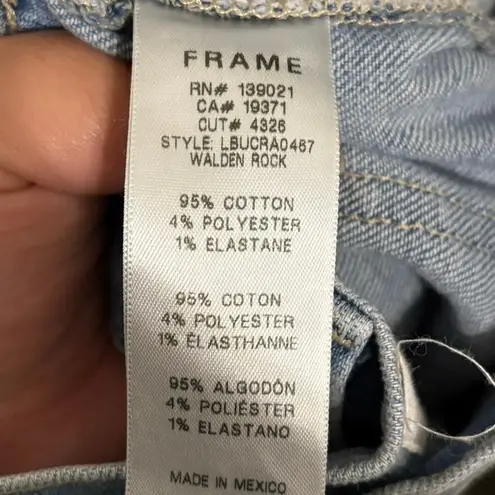 FRAME
RN# 139021
CA# 19371
CUT# 4326
STYLE: LBUCRA0467
WALDEN ROCK
95% COTTON
4% POLYESTER
1% ELASTANE
95% COTON
4% POLYESTER
1% ÉLASTHANNE
95% ALGODÓN
4% POLIÉSTER
1% ELASTANO
MADE IN MEXICO